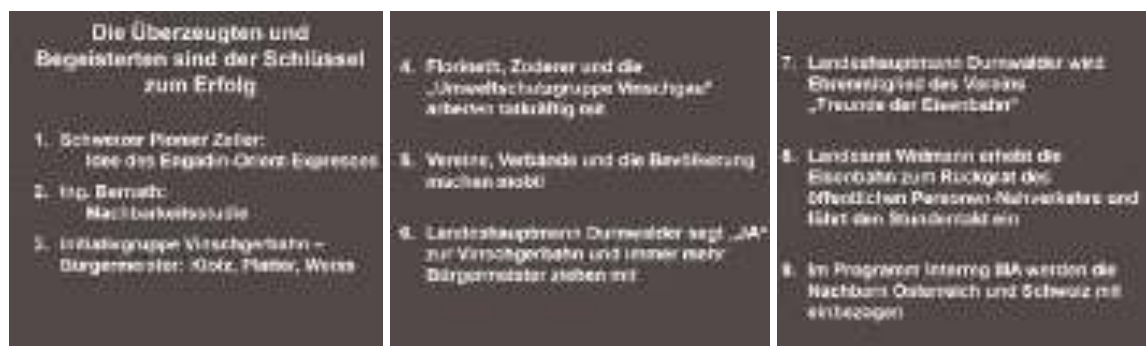 Die Überzeugten und
Begeisterten sind der Schlüssel
zum Erfolg
1. Schweizer Pionier Zeller:
Idee des Engadin-Orient-Expresses
2. Ing. Bernath:
Machbarkeitsstudie
3. Initiativgruppe Vinschgerbahn –
Bürgermeister: Klotz, Platter, Weiss
4. Florineth, Zoderer und die
„Umweltschutzgruppe Vinschgau"
arbeiten tatkräftig mit
5. Vereine, Verbände und die Bevölkerung
machen mobil
6. Landeshauptmann Durnwalder sagt „JA"
zur Vinschgerbahn und immer mehr
Bürgermeister ziehen mit
7. Landeshauptmann Durnwalder wird
Ehrenmitglied des Vereins
„Freunde der Eisenbahn"
8. Landesrat Widmann erhebt die
Eisenbahn zum Rückgrat des
öffentlichen Personen-Nahverkehrs und
führt den Stundentakt ein
9. Im Programm Interreg IIIA werden die
Nachbarn Österreich und Schweiz mit
einbezogen